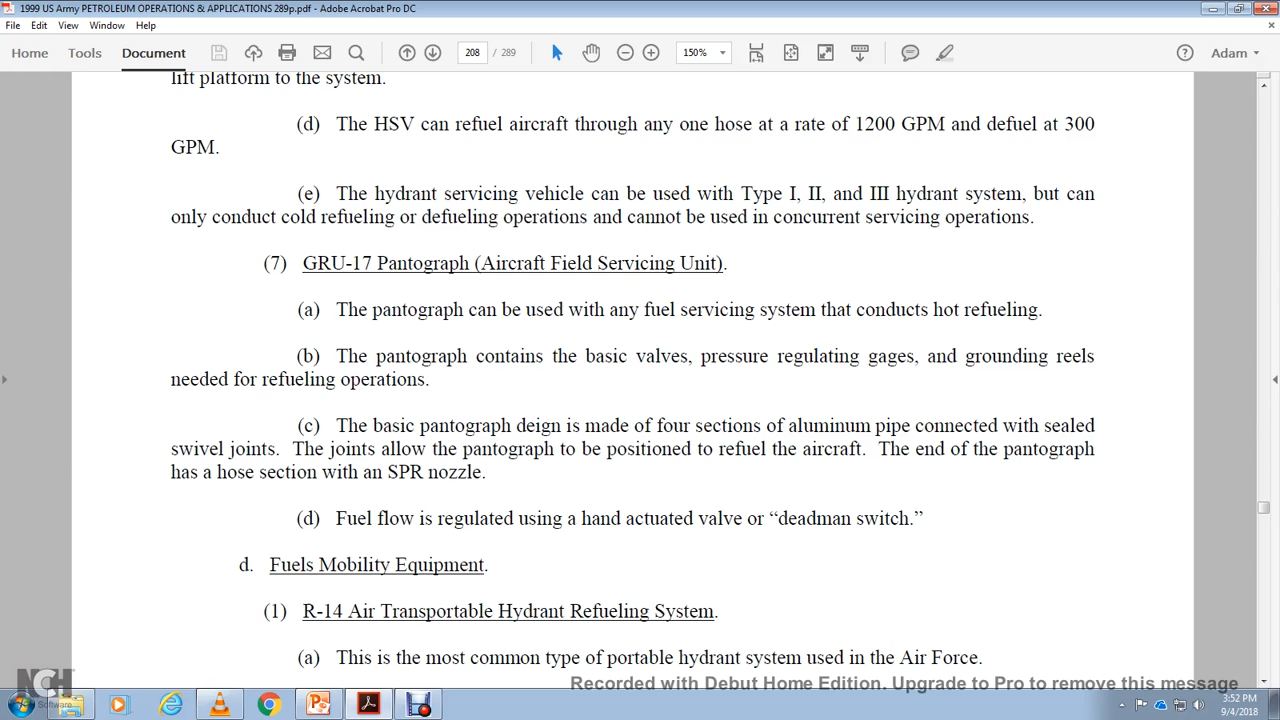 1999 US Army PETROLEUM OPERATIONS & APPLICATIONS 289p.pdf - Adobe Acrobat Pro DC
File Edit View Window Help
Home Tools Document 208 / 289 150% Adam
lift platform to the system.
(d) The HSV can refuel aircraft through any one hose at a rate of 1200 GPM and defuel at 300
GPM.
(e) The hydrant servicing vehicle can be used with Type I, II, and III hydrant system, but can
only conduct cold refueling or defueling operations and cannot be used in concurrent servicing operations.
(7) GRU-17 Pantograph (Aircraft Field Servicing Unit).
(a) The pantograph can be used with any fuel servicing system that conducts hot refueling.
(b) The pantograph contains the basic valves, pressure regulating gages, and grounding reels
needed for refueling operations.
(c) The basic pantograph deign is made of four sections of aluminum pipe connected with sealed
swivel joints. The joints allow the pantograph to be positioned to refuel the aircraft. The end of the pantograph
has a hose section with an SPR nozzle.
(d) Fuel flow is regulated using a hand actuated valve or “deadman switch.”
d. Fuels Mobility Equipment.
(1) R-14 Air Transportable Hydrant Refueling System.
(a) This is the most common type of portable hydrant system used in the Air Force.
Recorded with Debut Home Edition. Upgrade to Pro to remove this message
NCH
Software
3:52 PM
9/4/2018